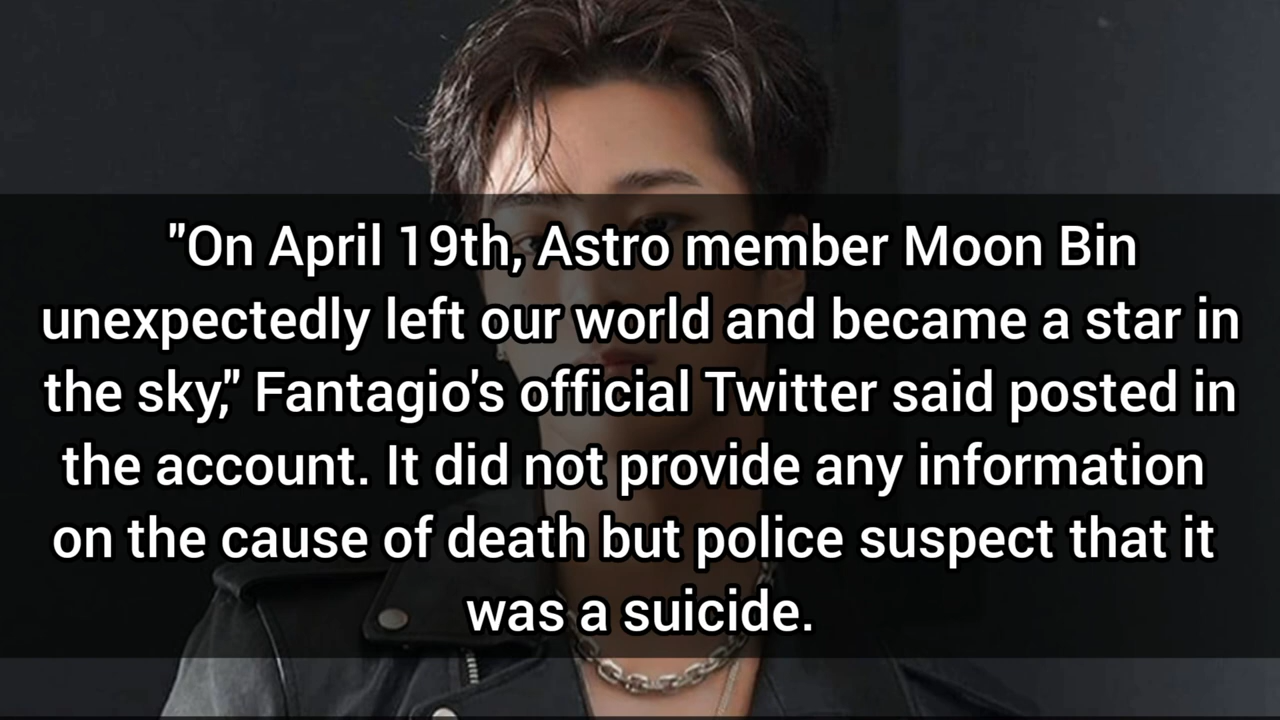 "On April 19th, Astro member Moon Bin
unexpectedly left our world and became a star in
the sky," Fantagio's official Twitter said posted in
the account. It did not provide any information
on the cause of death but police suspect that it
was a suicide.